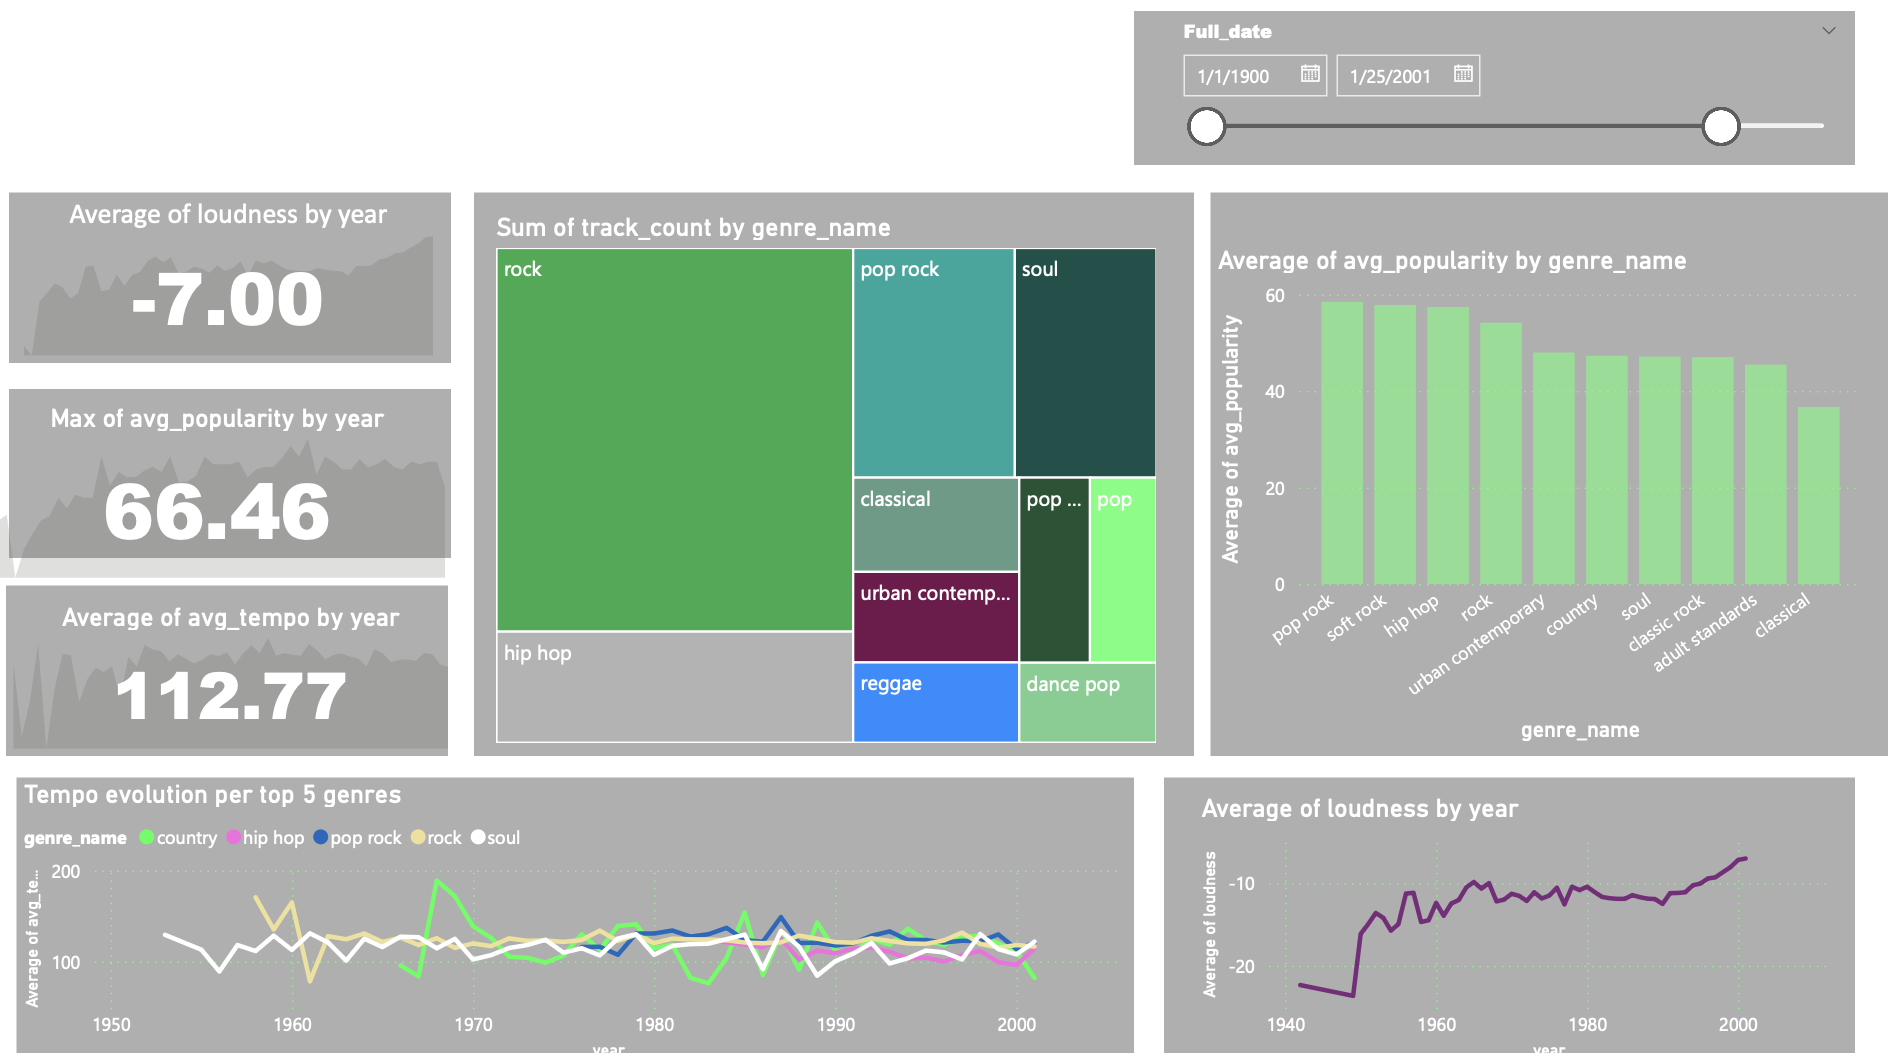 Full_date
1/1/1900
1/25/2001
Average of loudness by year
-7.00
Max of avg_popularity by year
66.46
Average of avg_tempo by year
112.77
Sum of track_count by genre_name
rock
pop rock
soul
classical
pop ...
pop
urban contemp...
hip hop
reggae
dance pop
Average of avg_popularity by genre_name
Average of avg_popularity
60
40
20
0
pop rock
soft rock
hip hop
rock
urban contemporary
country
soul
classic rock
adult standards
classical
genre_name
Tempo evolution per top 5 genres
genre_name country hip hop pop rock rock soul
Average of avg_te...
200
100
1950 1960 1970 1980 1990 2000
year
Average of loudness by year
Average of loudness
-10
-20
1940 1960 1980 2000
year